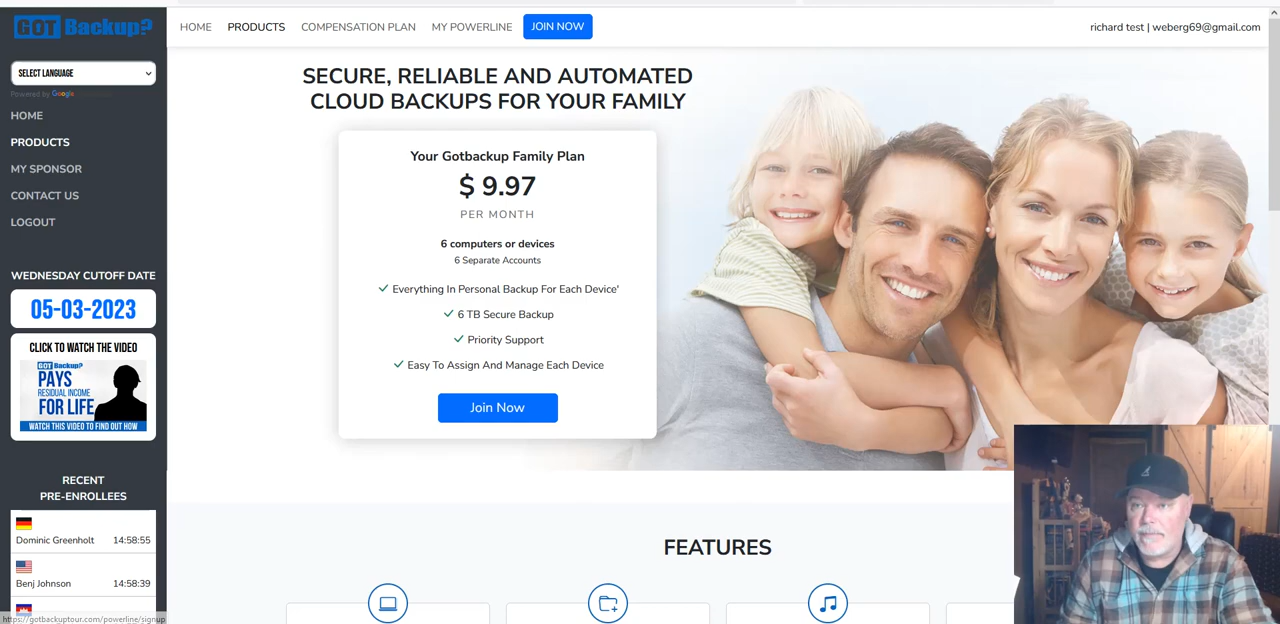 GOT Backup?
HOME
PRODUCTS
COMPENSATION PLAN
MY POWERLINE
JOIN NOW
richard test | weberg69@gmail.com
SELECT LANGUAGE
Powered by Google
HOME
PRODUCTS
MY SPONSOR
CONTACT US
LOGOUT
WEDNESDAY CUTOFF DATE
05-03-2023
CLICK TO WATCH THE VIDEO
GOT Backup?
PAYS
RESIDUAL INCOME
FOR LIFE
WATCH THIS VIDEO TO FIND OUT HOW
RECENT
PRE-ENROLLEES
Dominic Greenholt 14:58:55
Benj Johnson 14:58:39
https://gotbackuptour.com/powerline/signup
SECURE, RELIABLE AND AUTOMATED
CLOUD BACKUPS FOR YOUR FAMILY
Your Gotbackup Family Plan
$ 9.97
PER MONTH
6 computers or devices
6 Separate Accounts
Everything In Personal Backup For Each Device'
6 TB Secure Backup
Priority Support
Easy To Assign And Manage Each Device
Join Now
FEATURES